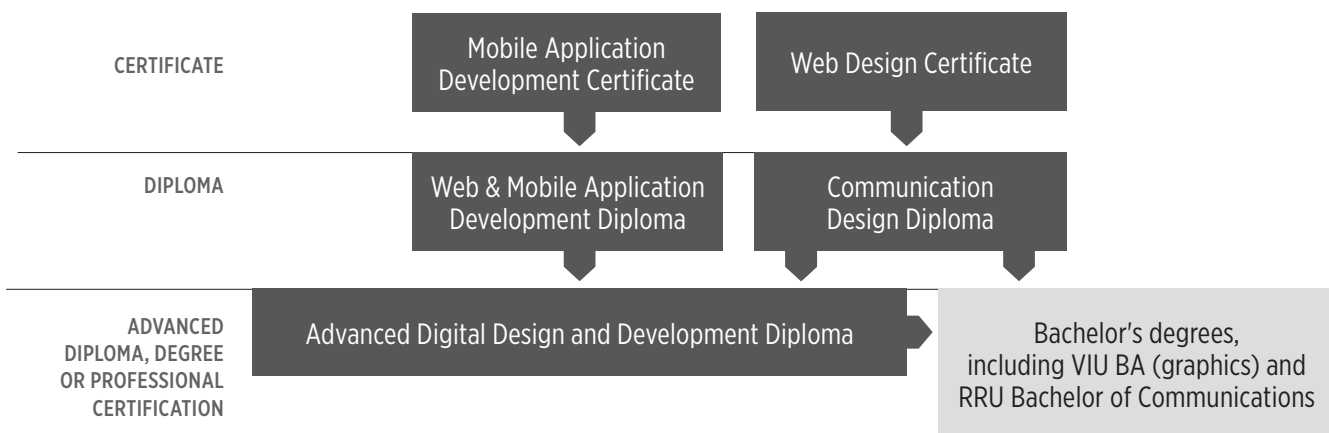 CERTIFICATE
Mobile Application
Development Certificate
Web Design Certificate
DIPLOMA
Web & Mobile Application
Development Diploma
Communication
Design Diploma
ADVANCED
DIPLOMA, DEGREE
OR PROFESSIONAL
CERTIFICATION
Advanced Digital Design and Development Diploma
Bachelor's degrees,
including VIU BA (graphics) and
RRU Bachelor of Communications